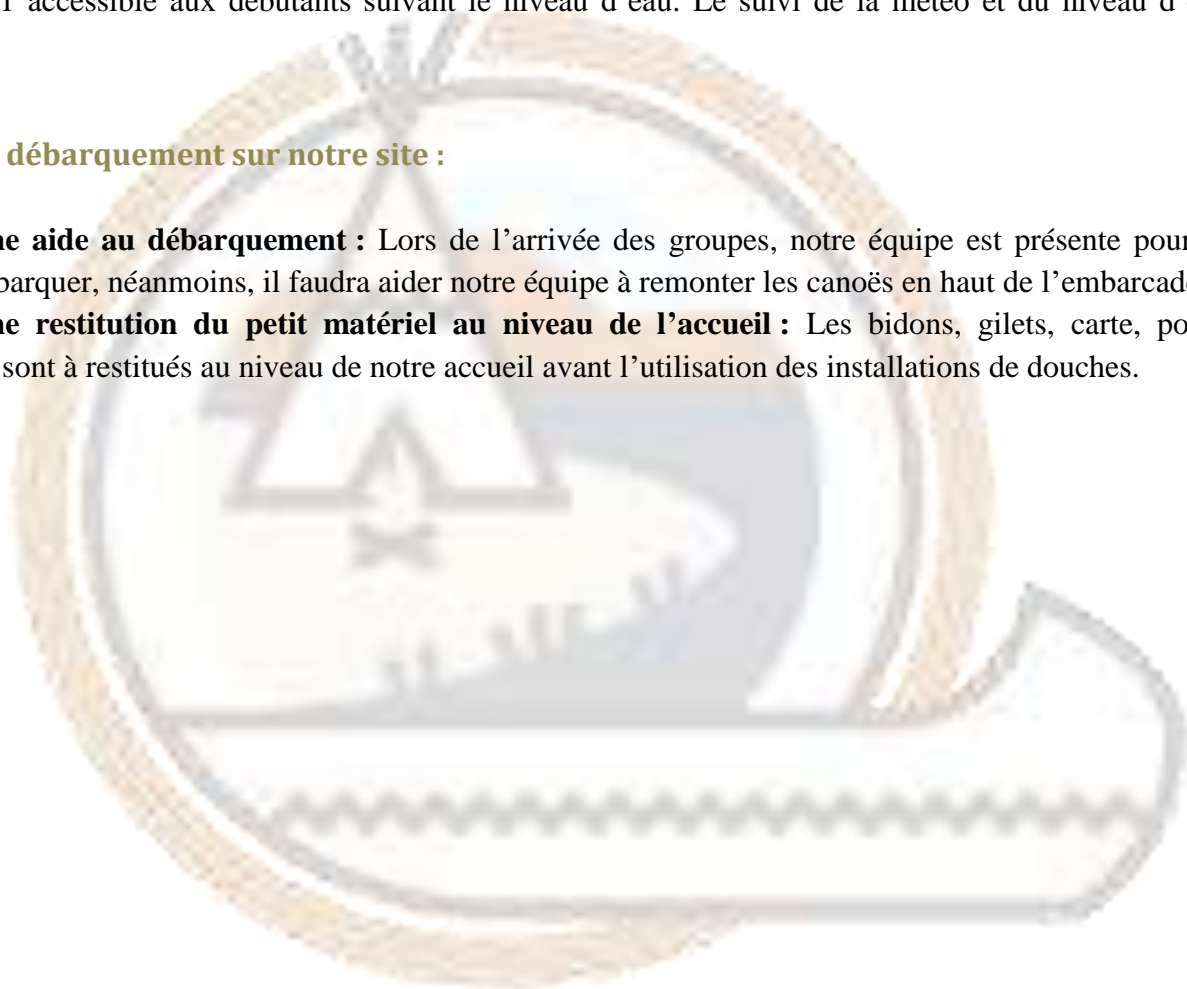 accessible aux débutants suivant le niveau d'eau. Le suivi de la météo et du niveau d'
débarquement sur notre site :
ne aide au débarquement : Lors de l'arrivée des groupes, notre équipe est présente pour
barquer, néanmoins, il faudra aider notre équipe à remonter les canoës en haut de l'embarcad
ne restitution du petit matériel au niveau de l'accueil : Les bidons, gilets, carte, po
sont à restitués au niveau de notre accueil avant l'utilisation des installations de douches.